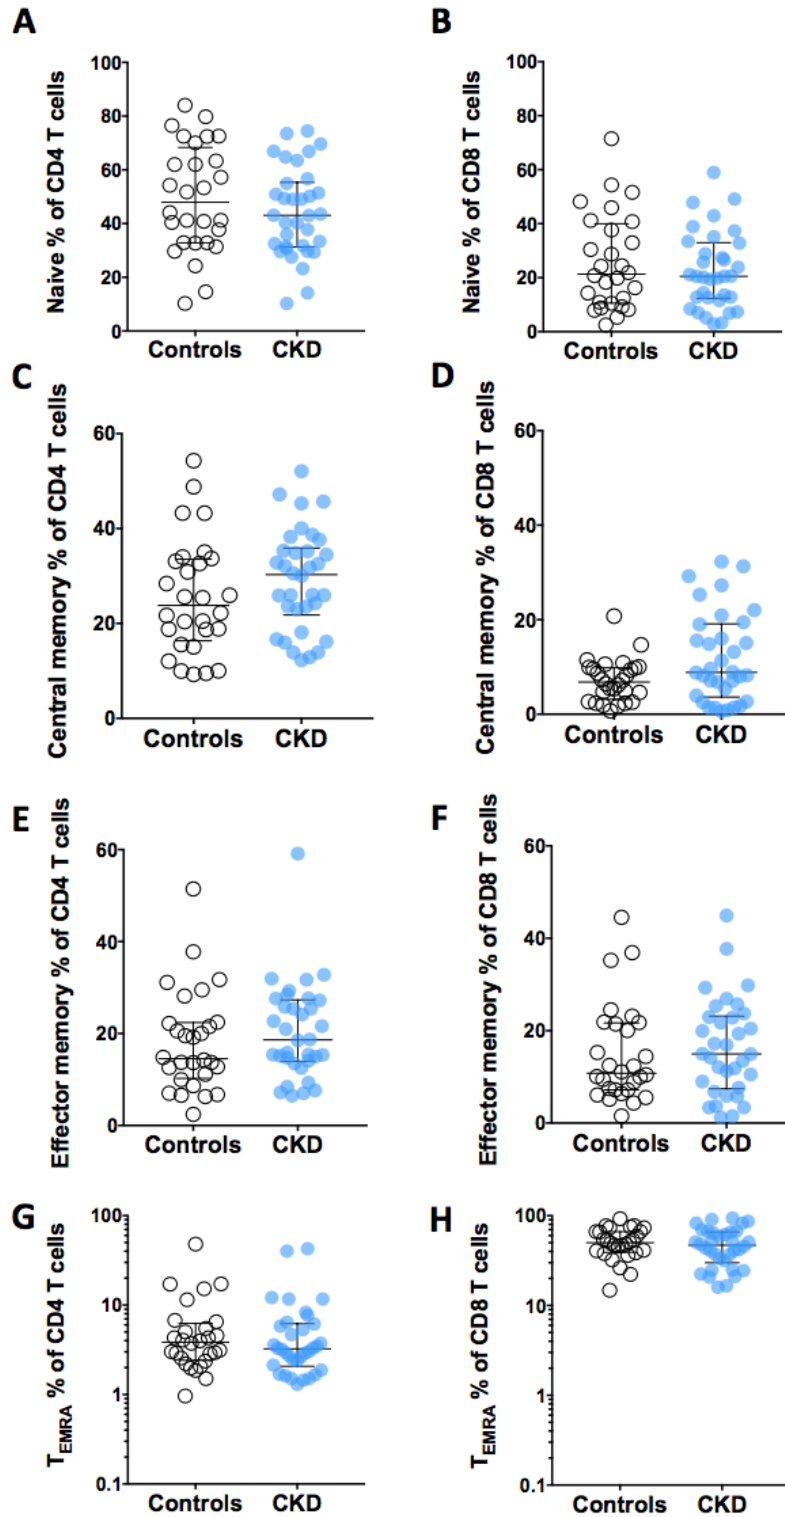 A
Naive % of CD4 T cells
100
80
60
40
20
0
Controls CKD
B
Naive % of CD8 T cells
100
80
60
40
20
0
Controls CKD
C
Central memory % of CD4 T cells
60
40
20
0
Controls CKD
D
Central memory % of CD8 T cells
60
40
20
0
Controls CKD
E
Effector memory % of CD4 T cells
60
40
20
0
Controls CKD
F
Effector memory % of CD8 T cells
60
40
20
0
Controls CKD
G
TEMRA % of CD4 T cells
100
10
1
0.1
Controls CKD
H
TEMRA % of CD8 T cells
100
10
1
0.1
Controls CKD